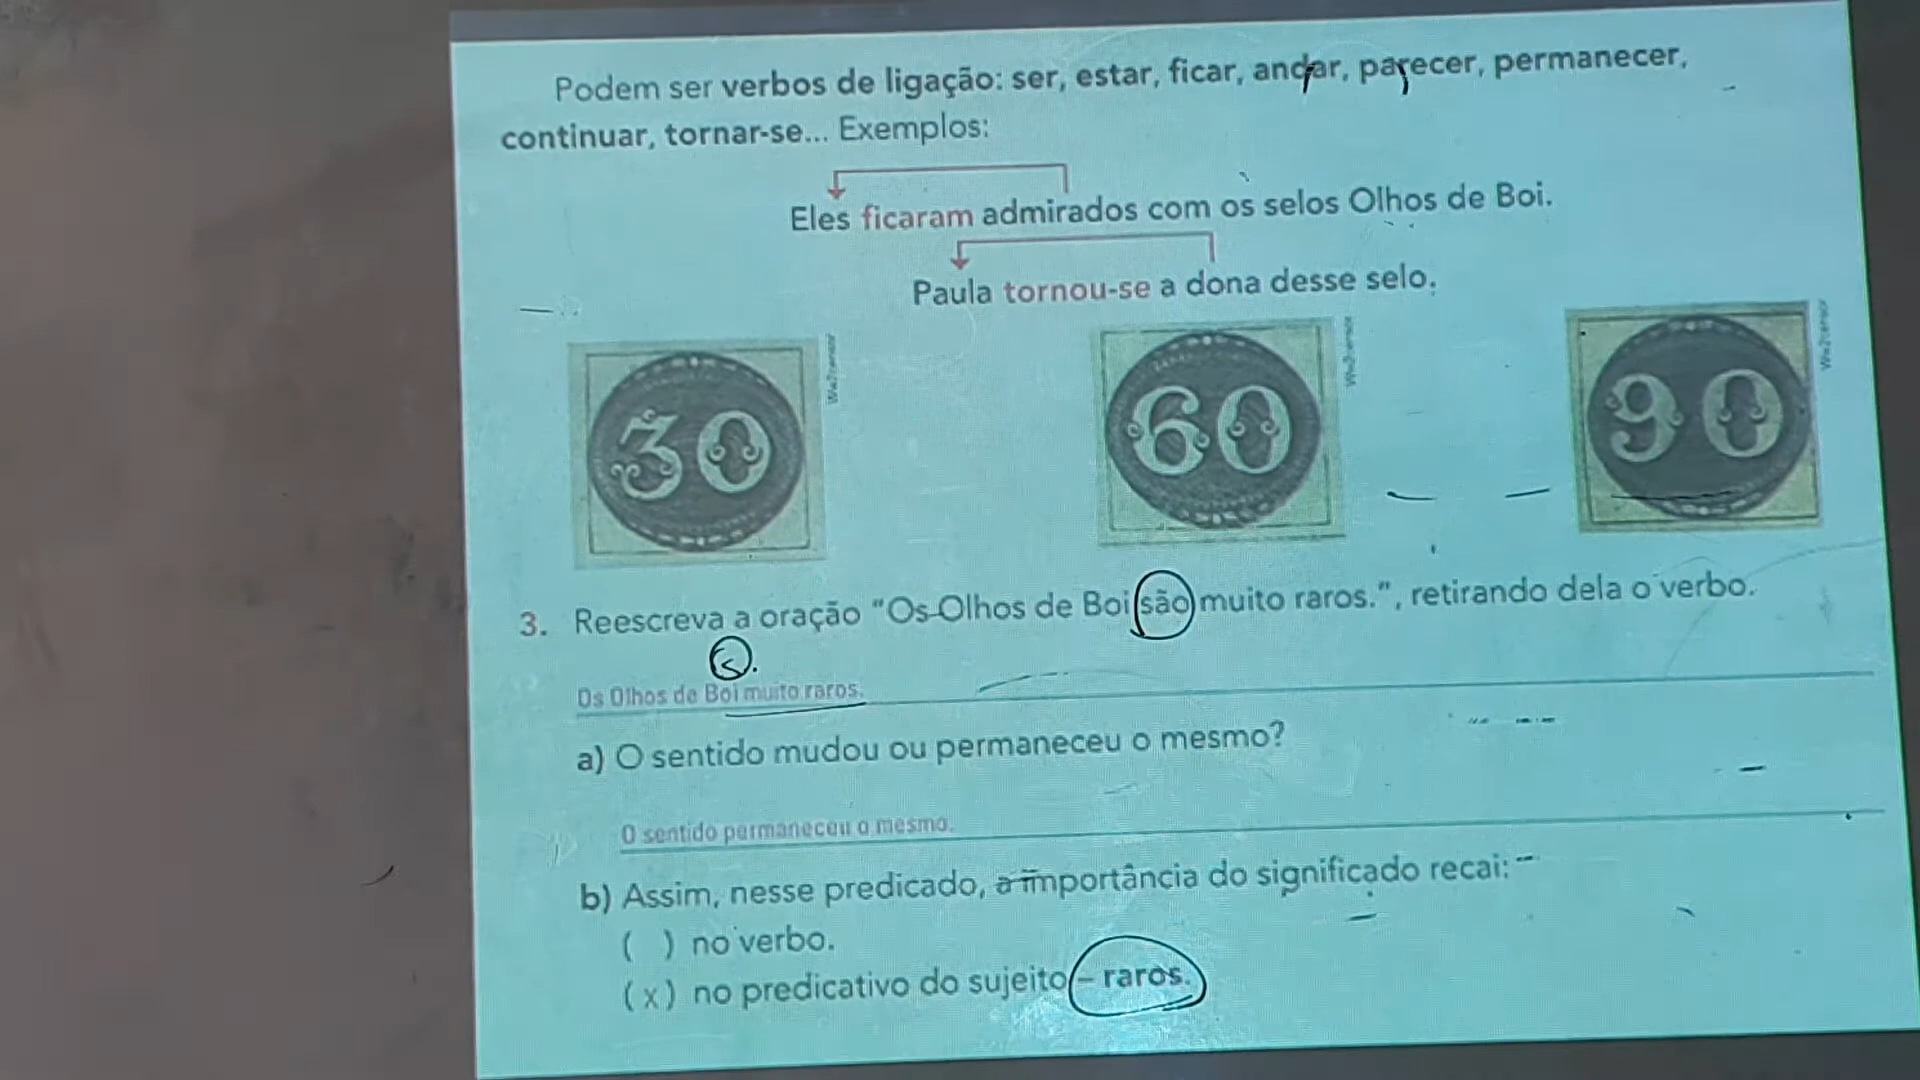 Podem ser verbos de ligação: ser, estar, ficar, andar, parecer, permanecer,
continuar, tornar-se... Exemplos:
Eles ficaram admirados com os selos Olhos de Boi.
Paula tornou-se a dona desse selo.
30
60
90
3. Reescreva a oração "Os Olhos de Boi são muito raros.", retirando dela o verbo.
Os Olhos de Boi muito raros.
a) O sentido mudou ou permaneceu o mesmo?
O sentido permaneceu o mesmo.
b) Assim, nesse predicado, a importância do significado recai:
( ) no verbo.
( x ) no predicativo do sujeito – raros.